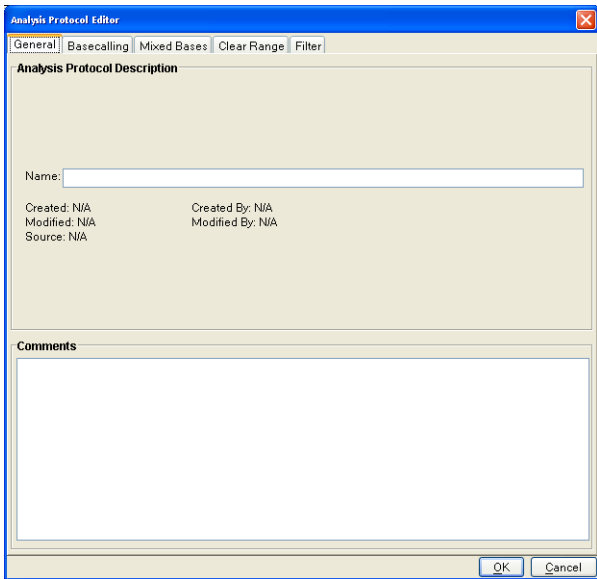 Analysis Protocol Editor
General Basecalling Mixed Bases Clear Range Filter
Analysis Protocol Description
Name:
Created: N/A Created By: N/A
Modified: N/A Modified By: N/A
Source: N/A
Comments
OK Cancel